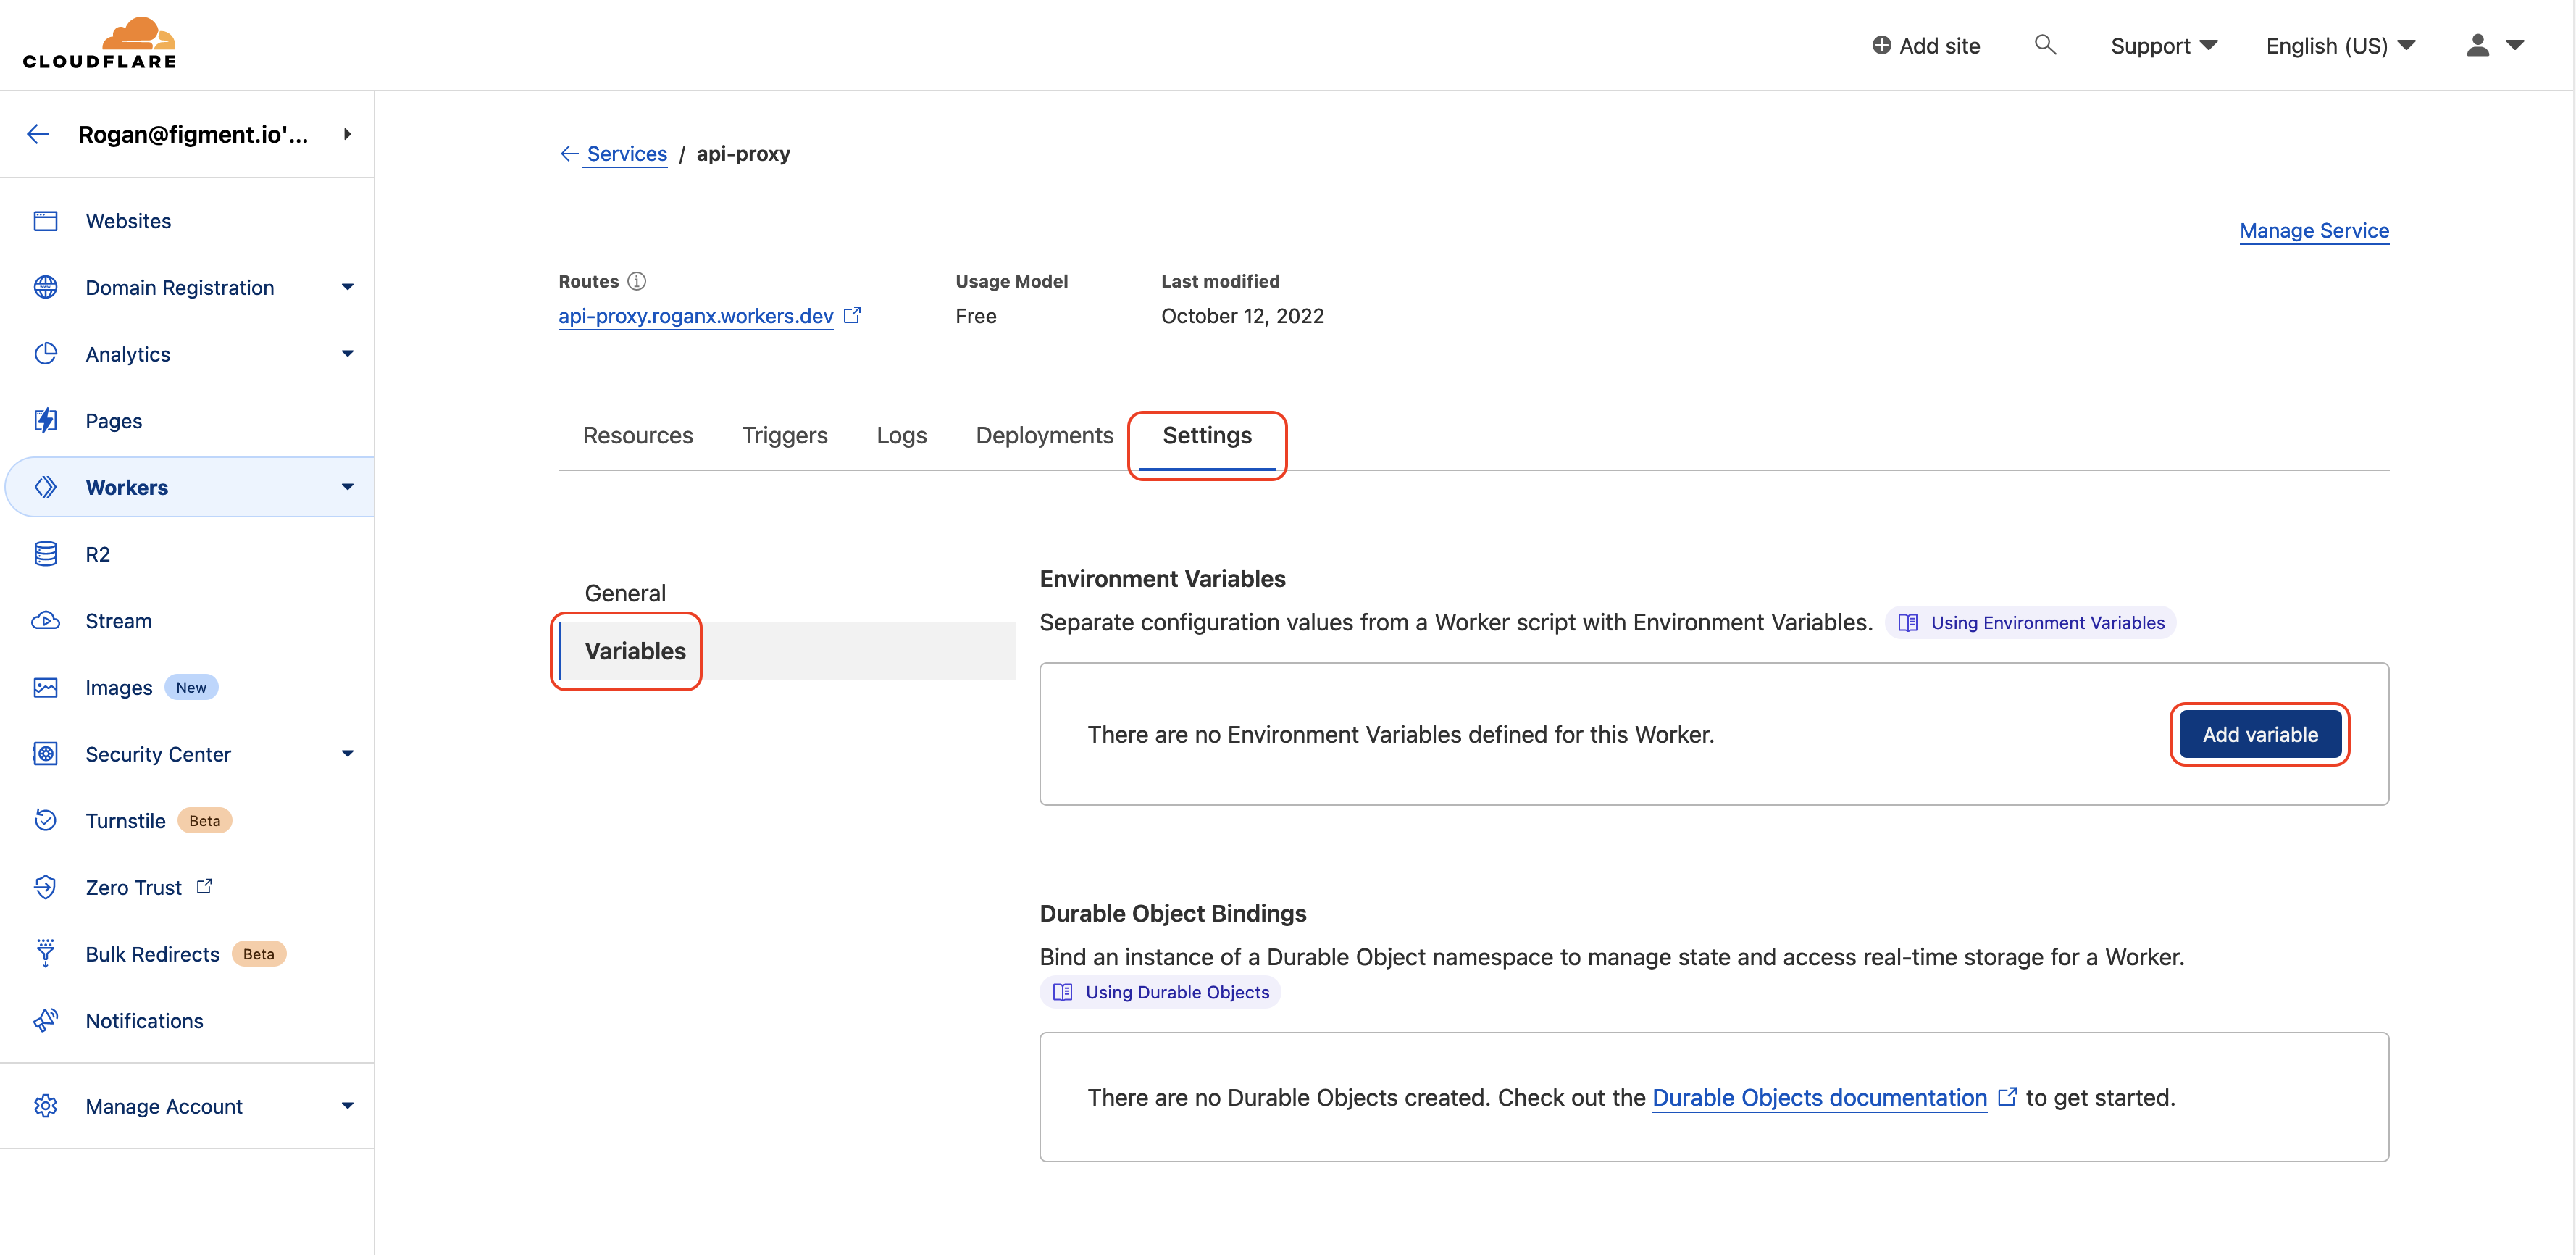 CLOUDFLARE
Add site
Support
English (US)
Rogan@figment.io'...
Websites
Domain Registration
Analytics
Pages
Workers
R2
Stream
Images New
Security Center
Turnstile Beta
Zero Trust
Bulk Redirects Beta
Notifications
Manage Account
Services / api-proxy
Manage Service
Routes Usage Model Last modified
api-proxy.roganx.workers.dev Free October 12, 2022
Resources Triggers Logs Deployments Settings
General
Variables
Environment Variables
Separate configuration values from a Worker script with Environment Variables. Using Environment Variables
There are no Environment Variables defined for this Worker. Add variable
Durable Object Bindings
Bind an instance of a Durable Object namespace to manage state and access real-time storage for a Worker.
Using Durable Objects
There are no Durable Objects created. Check out the Durable Objects documentation to get started.